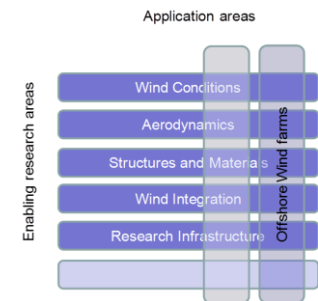 Application areas
Enabling research areas
Wind Conditions
Aerodynamics
Structures and Materials
Wind Integration
Research Infrastructure
Offshore Wind farms